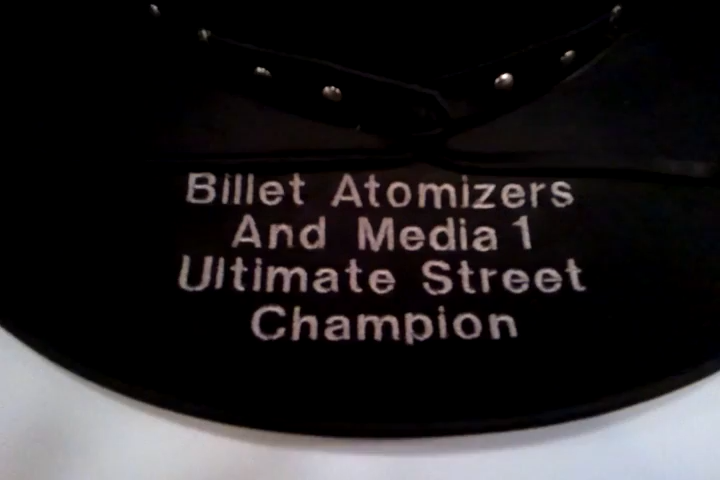 Billet Atomizers
And Media 1
Ultimate Street
Champion